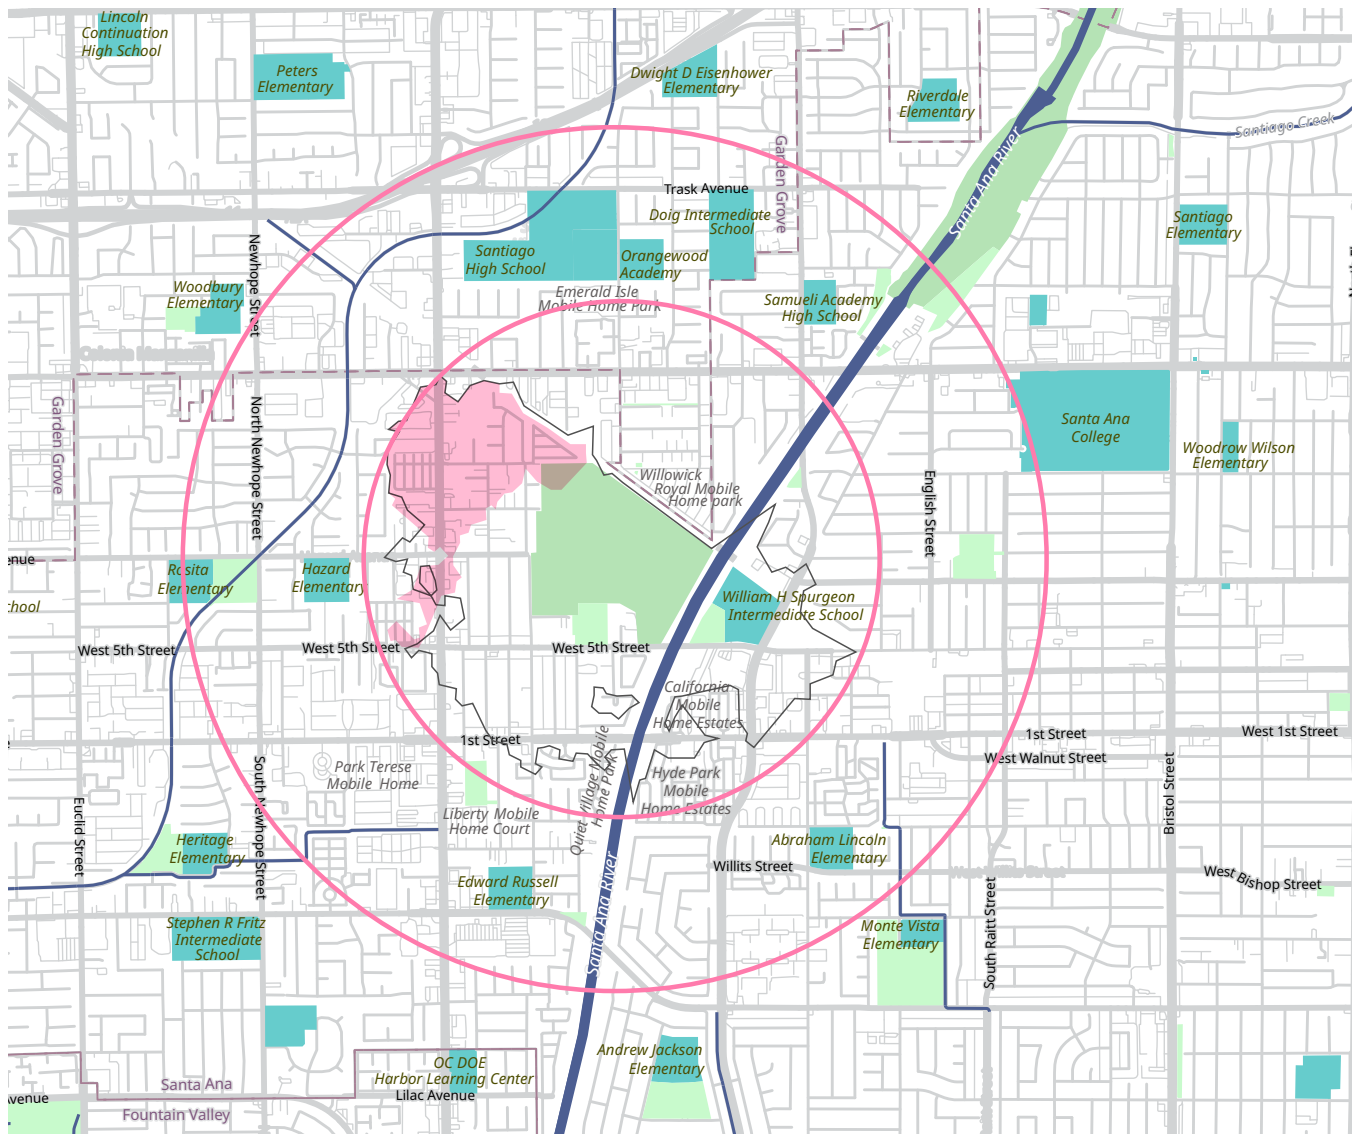 Lincoln
Continuation
High School
Peters
Elementary
Dwight D Eisenhower
Elementary
Riverdale
Elementary
Santiago Creek
Garden Grove
Santa Ana River
Trask Avenue
Doig Intermediate
School
Santiago
Elementary
Santiago
High School
Orangewood
Academy
Newhope Street
Woodbury
Elementary
Emerald Isle
Mobile Home Park
Samueli Academy
High School
Garden Grove
North Newhope Street
Santa Ana
College
Woodrow Wilson
Elementary
Willowick
Royal Mobile
Home park
English Street
enue
Rosita
Elementary
Hazard
Elementary
chool
William H Spurgeon
Intermediate School
West 5th Street
West 5th Street
West 5th Street
California
Mobile
Home Estates
1st Street
1st Street
West 1st Street
West Walnut Street
Park Terese
Mobile Home
Quiet Village Mobile
Home Park
Hyde Park
Mobile
Home Estates
Bristol Street
Euclid Street
South Newhope Street
Liberty Mobile
Home Court
Heritage
Elementary
Abraham Lincoln
Elementary
Willits Street
West Bishop Street
Edward Russell
Elementary
Santa Ana River
South Raitt Street
Stephen R Fritz
Intermediate
School
Monte Vista
Elementary
Andrew Jackson
Elementary
OC DOE
Harbor Learning Center
Lilac Avenue
Santa Ana
Fountain Valley
venue